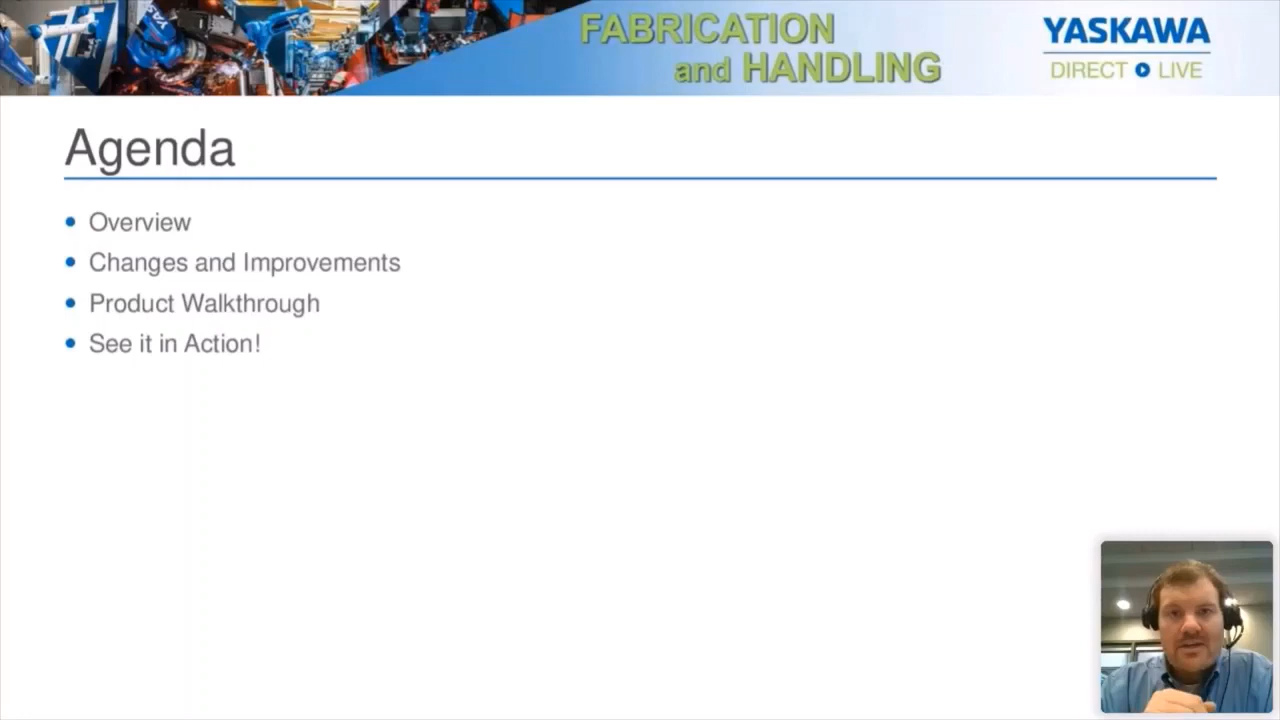 FABRICATION
and HANDLING
YASKAWA
DIRECT LIVE
Agenda
• Overview
• Changes and Improvements
• Product Walkthrough
• See it in Action!